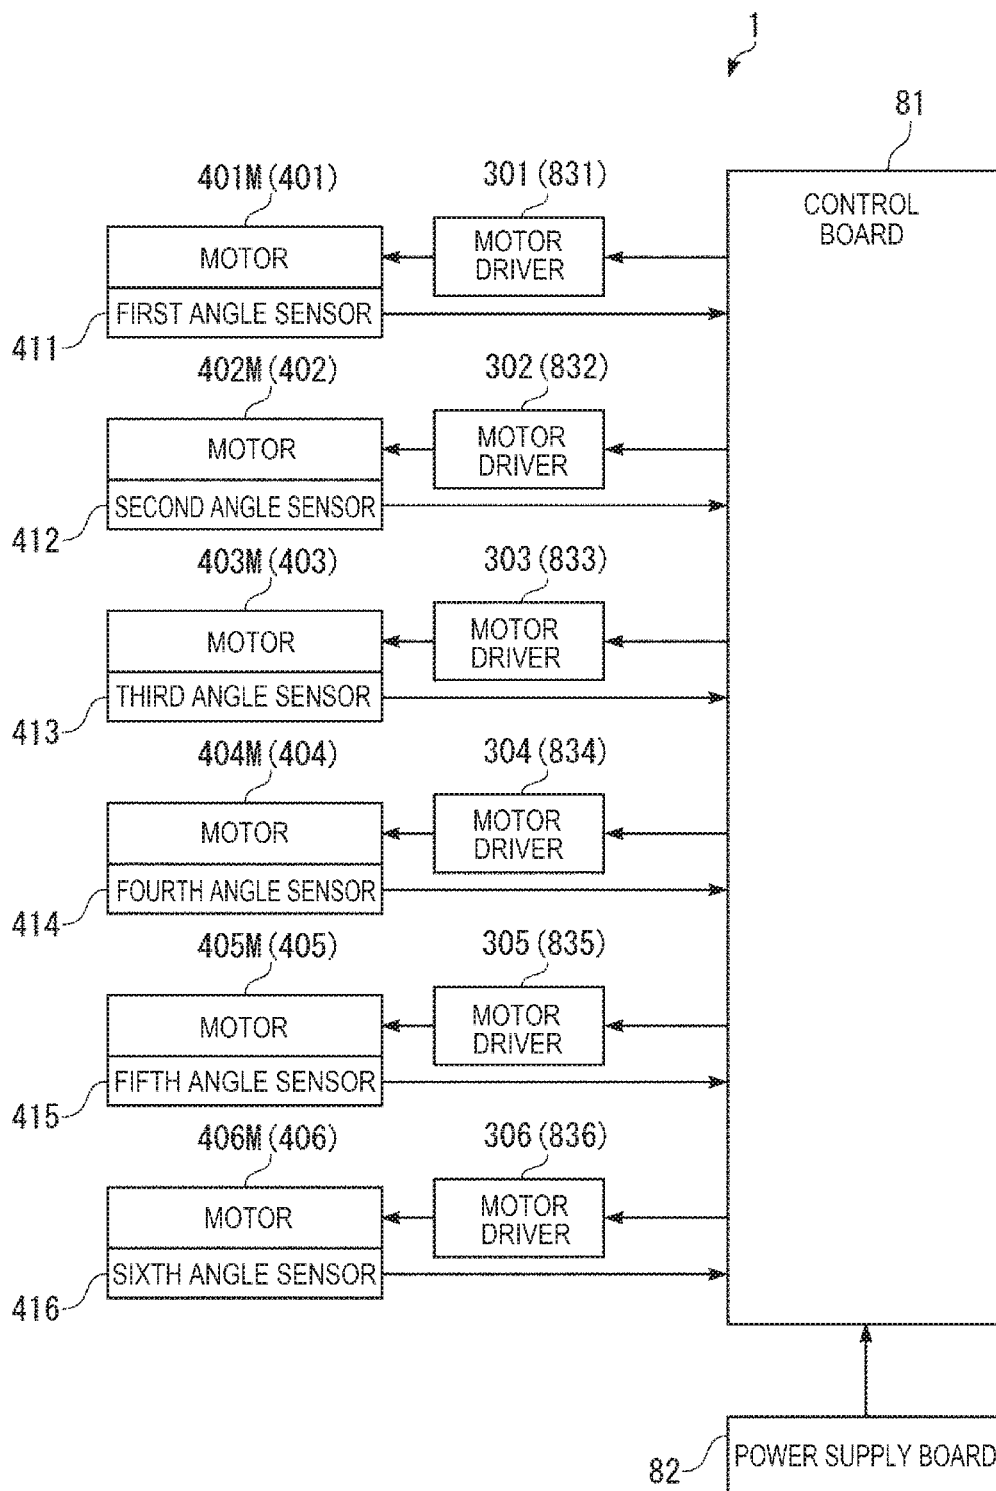 1
81
CONTROL
BOARD
401M(401)
301(831)
MOTOR
MOTOR
DRIVER
FIRST ANGLE SENSOR
411
402M(402)
302(832)
MOTOR
MOTOR
DRIVER
SECOND ANGLE SENSOR
412
403M(403)
303(833)
MOTOR
MOTOR
DRIVER
THIRD ANGLE SENSOR
413
404M(404)
304(834)
MOTOR
MOTOR
DRIVER
FOURTH ANGLE SENSOR
414
405M(405)
305(835)
MOTOR
MOTOR
DRIVER
FIFTH ANGLE SENSOR
415
406M(406)
306(836)
MOTOR
MOTOR
DRIVER
SIXTH ANGLE SENSOR
416
82
POWER SUPPLY BOARD